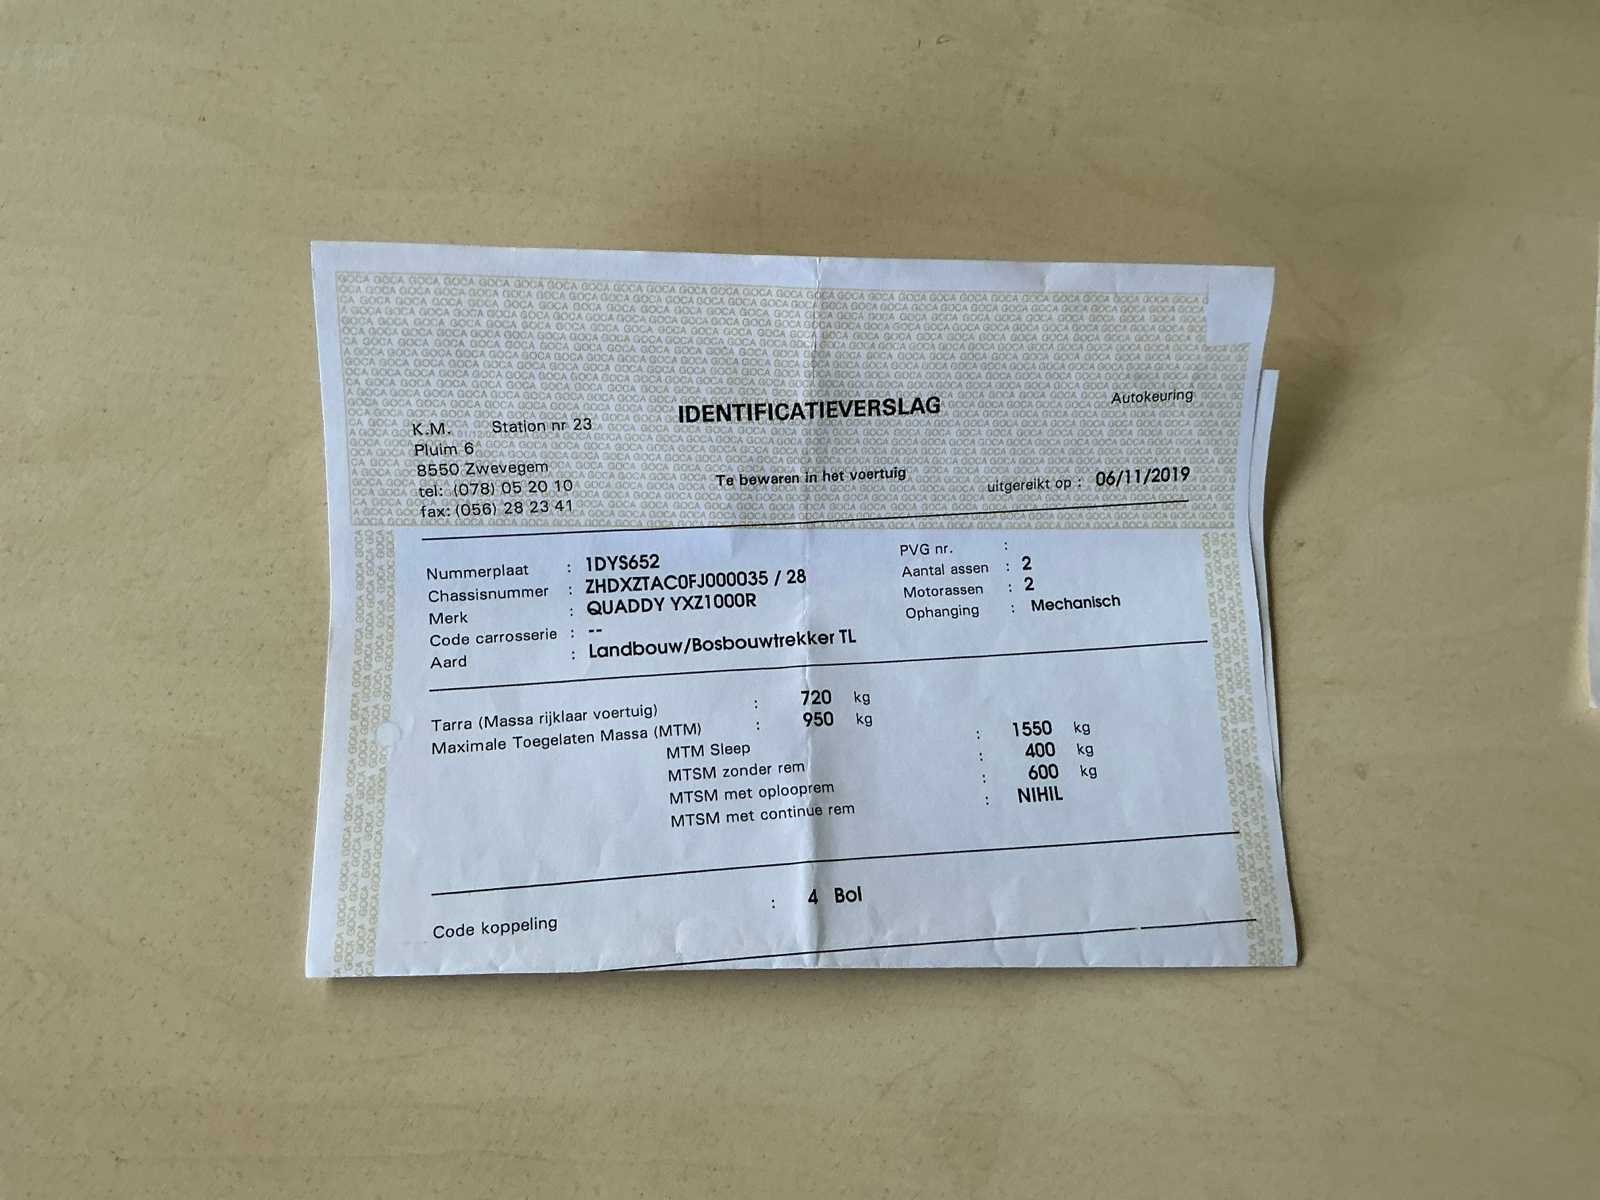 IDENTIFICATIEVERSLAG
Autokeuring
K.M. Station nr 23
Pluim 6
8550 Zwevegem
tel: (078) 05 20 10
fax: (056) 28 23 41
Te bewaren in het voertuig
uitgereikt op : 06/11/2019
Nummerplaat : 1DYS652
Chassisnummer : ZHDXZTAC0FJ000035 / 28
Merk : QUADDY YXZ1000R
Code carrosserie : --
Aard : Landbouw/Bosbouwtrekker TL
PVG nr. :
Aantal assen : 2
Motorassen : 2
Ophanging : Mechanisch
Tarra (Massa rijklaar voertuig) : 720 kg
Maximale Toegelaten Massa (MTM) : 950 kg
MTM Sleep : 1550 kg
MTSM zonder rem : 400 kg
MTSM met oplooprem : 600 kg
MTSM met continue rem : NIHIL
Code koppeling : 4 Bol